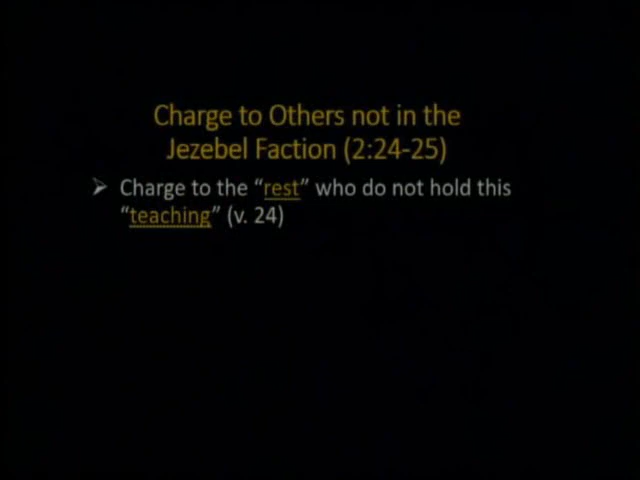 Charge to Others not in the
Jezebel Faction (2:24-25)
➢ Charge to the “rest” who do not hold this
“teaching” (v. 24)